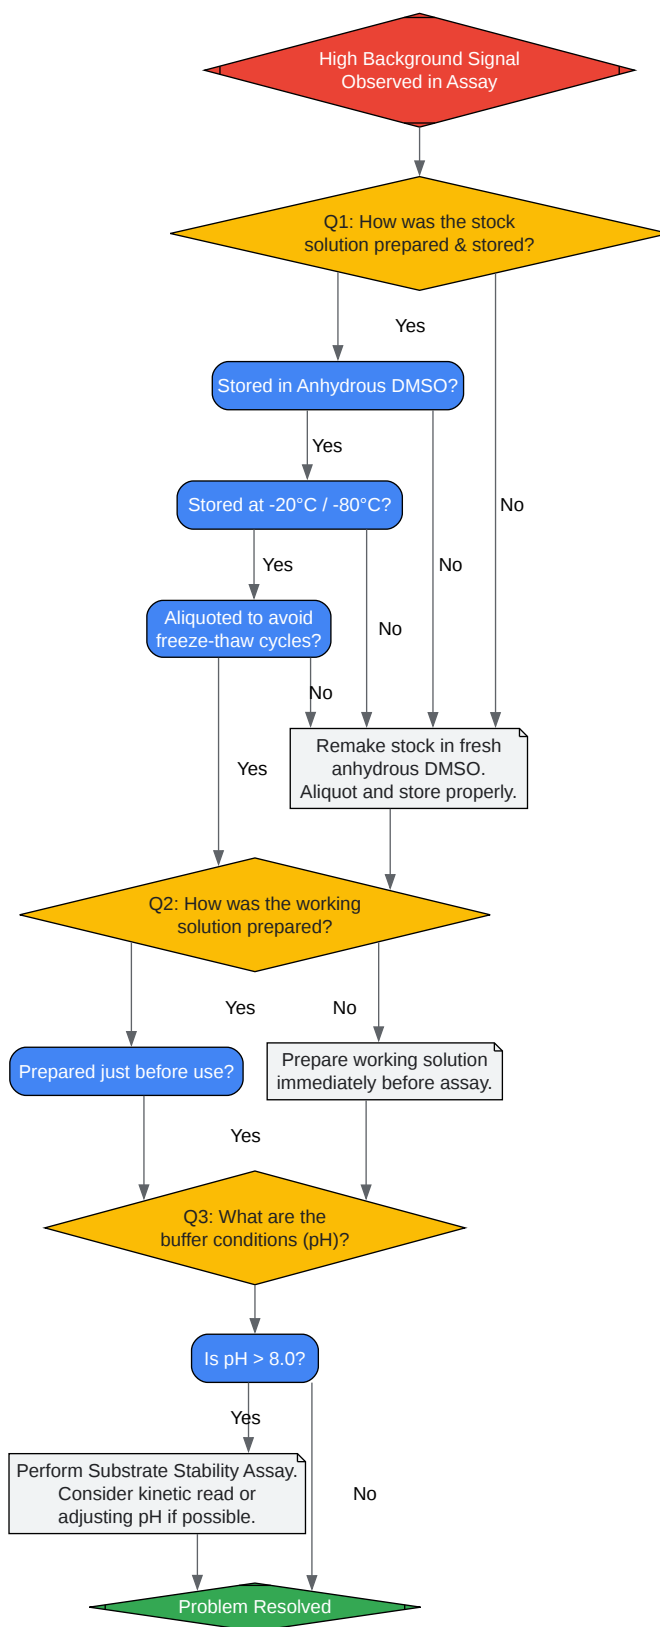 High Background Signal
Observed in Assay
Q1: How was the stock
solution prepared & stored?
Yes
Stored in Anhydrous DMSO?
Yes
Stored at -20°C / -80°C?
No
Yes
No
Aliquoted to avoid
freeze-thaw cycles?
No
No
Remake stock in fresh
anhydrous DMSO.
Aliquot and store properly.
Yes
Q2: How was the working
solution prepared?
Yes
No
Prepared just before use?
Prepare working solution
immediately before assay.
Yes
Q3: What are the
buffer conditions (pH)?
Is pH > 8.0?
Yes
Perform Substrate Stability Assay.
Consider kinetic read or
adjusting pH if possible.
No
Problem Resolved